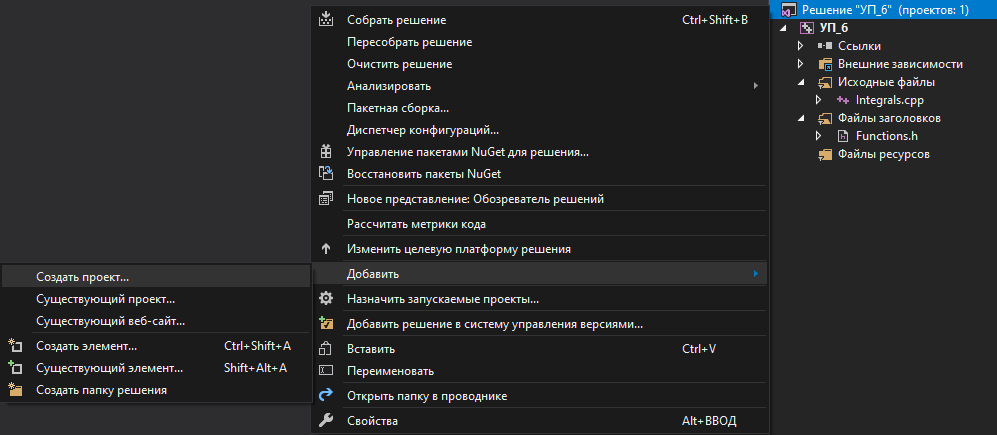 Собрать решение Ctrl+Shift+B
Пересобрать решение
Очистить решение
Анализировать
Пакетная сборка...
Диспетчер конфигураций...
Управление пакетами NuGet для решения...
Восстановить пакеты NuGet
Новое представление: Обозреватель решений
Рассчитать метрики кода
Изменить целевую платформу решения
Добавить
Назначить запускаемые проекты...
Добавить решение в систему управления версиями...
Вставить Ctrl+V
Переименовать
Открыть папку в проводнике
Свойства Alt+ВВОД
Создать проект...
Существующий проект...
Существующий веб-сайт...
Создать элемент... Ctrl+Shift+A
Существующий элемент... Shift+Alt+A
Создать папку решения
Решение "УП_6" (проектов: 1)
УП_6
Ссылки
Внешние зависимости
Исходные файлы
Integrals.cpp
Файлы заголовков
Functions.h
Файлы ресурсов